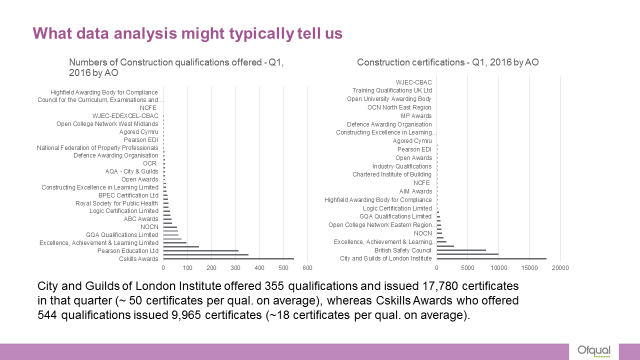 What data analysis might typically tell us
Numbers of Construction qualifications offered - Q1,
2016 by AO
Highfield Awarding Body for Compliance
Council for the Curriculum, Examinations and...
NCFE
WJEC-EDEXCEL-CBAC
Open College Network West Midlands
Agored Cymru
Pearson EDI
National Federation of Property Professionals
Defence Awarding Organisation
OCR
AQA - City & Guilds
Open Awards
Constructing Excellence in Learning Limited
BPEC Certification Ltd
Royal Society for Public Health
Logic Certification Limited
ABC Awards
NOCN
GQA Qualifications Limited
Excellence, Achievement & Learning Limited
Pearson Education Ltd
Cskills Awards
0 100 200 300 400 500 600
Construction certifications - Q1, 2016 by AO
WJEC-CBAC
Training Qualifications UK Ltd
Open University Awarding Body
OCN North East Region
MP Awards
Defence Awarding Organisation
Constructing Excellence in Learning...
Agored Cymru
Pearson EDI
Open Awards
Industry Qualifications
Chartered Institute of Building
NCFE
AIM Awards
Highfield Awarding Body for Compliance
Logic Certification Limited
GQA Qualifications Limited
Open College Network Eastern Region
NOCN
Excellence, Achievement & Learning...
British Safety Council
City and Guilds of London Institute
0 5000 10000 15000 20000
City and Guilds of London Institute offered 355 qualifications and issued 17,780 certificates
in that quarter (~ 50 certificates per qual. on average), whereas Cskills Awards who offered
544 qualifications issued 9,965 certificates (~18 certificates per qual. on average).
Ofqual